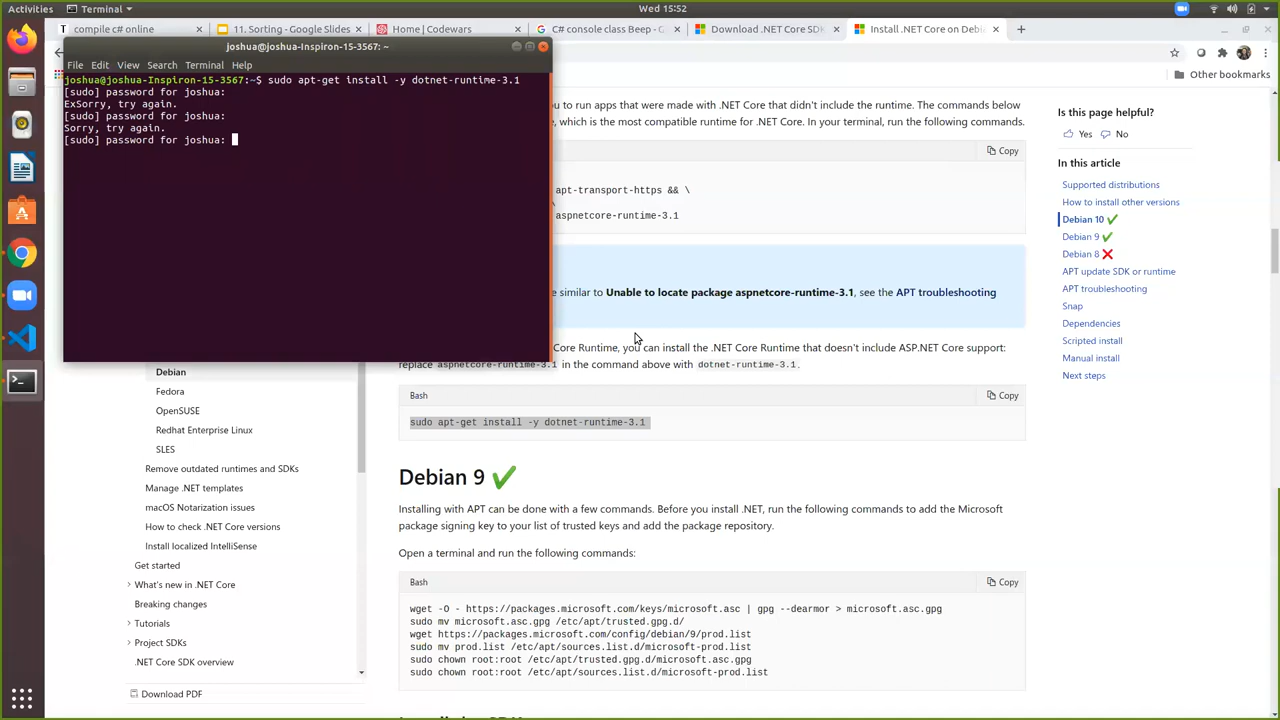 Activities
Terminal
Wed 15:52
compile c# online
11. Sorting - Google Slides
Home | Codewars
C# console class Beep -
Download .NET Core SDK
Install .NET Core on Debi
joshua@joshua-Inspiron-15-3567: ~
Other bookmarks
File Edit View Search Terminal Help
joshua@joshua-Inspiron-15-3567:~$ sudo apt-get install -y dotnet-runtime-3.1
[sudo] password for joshua:
ExSorry, try again.
[sudo] password for joshua:
Sorry, try again.
[sudo] password for joshua:
you to run apps that were made with .NET Core that didn't include the runtime. The commands below
, which is the most compatible runtime for .NET Core. In your terminal, run the following commands.
Copy
apt-transport-https && \
\
aspnetcore-runtime-3.1
similar to Unable to locate package aspnetcore-runtime-3.1, see the APT troubleshooting
Core Runtime, you can install the .NET Core Runtime that doesn't include ASP.NET Core support:
replace aspnetcore-runtime-3.1 in the command above with dotnet-runtime-3.1.
Bash
Copy
sudo apt-get install -y dotnet-runtime-3.1
Debian 9 ✅
Installing with APT can be done with a few commands. Before you install .NET, run the following commands to add the Microsoft
package signing key to your list of trusted keys and add the package repository.
Open a terminal and run the following commands:
Bash
Copy
wget -O - https://packages.microsoft.com/keys/microsoft.asc | gpg --dearmor > microsoft.asc.gpg
sudo mv microsoft.asc.gpg /etc/apt/trusted.gpg.d/
wget https://packages.microsoft.com/config/debian/9/prod.list
sudo mv prod.list /etc/apt/sources.list.d/microsoft-prod.list
sudo chown root:root /etc/apt/trusted.gpg.d/microsoft.asc.gpg
sudo chown root:root /etc/apt/sources.list.d/microsoft-prod.list
Debian
Fedora
OpenSUSE
Redhat Enterprise Linux
SLES
Remove outdated runtimes and SDKs
Manage .NET templates
macOS Notarization issues
How to check .NET Core versions
Install localized IntelliSense
Get started
What's new in .NET Core
Breaking changes
Tutorials
Project SDKs
.NET Core SDK overview
Download PDF
Is this page helpful?
Yes No
In this article
Supported distributions
How to install other versions
Debian 10 ✅
Debian 9 ✅
Debian 8 ❌
APT update SDK or runtime
APT troubleshooting
Snap
Dependencies
Scripted install
Manual install
Next steps